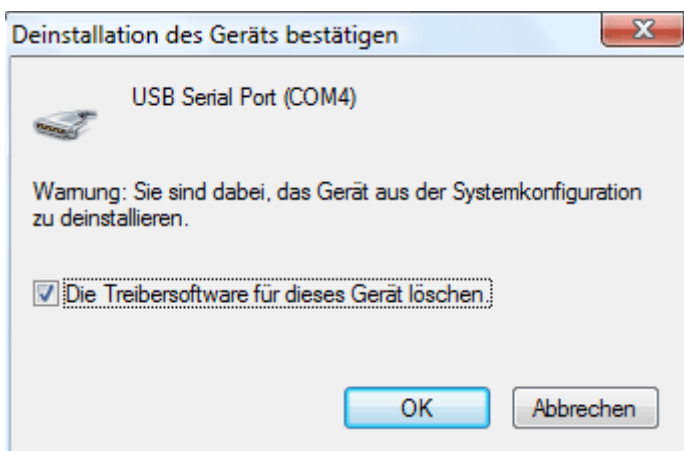 Deinstallation des Geräts bestätigen
USB Serial Port (COM4)
Warnung: Sie sind dabei, das Gerät aus der Systemkonfiguration
zu deinstallieren.
Die Treibersoftware für dieses Gerät löschen.
OK
Abbrechen